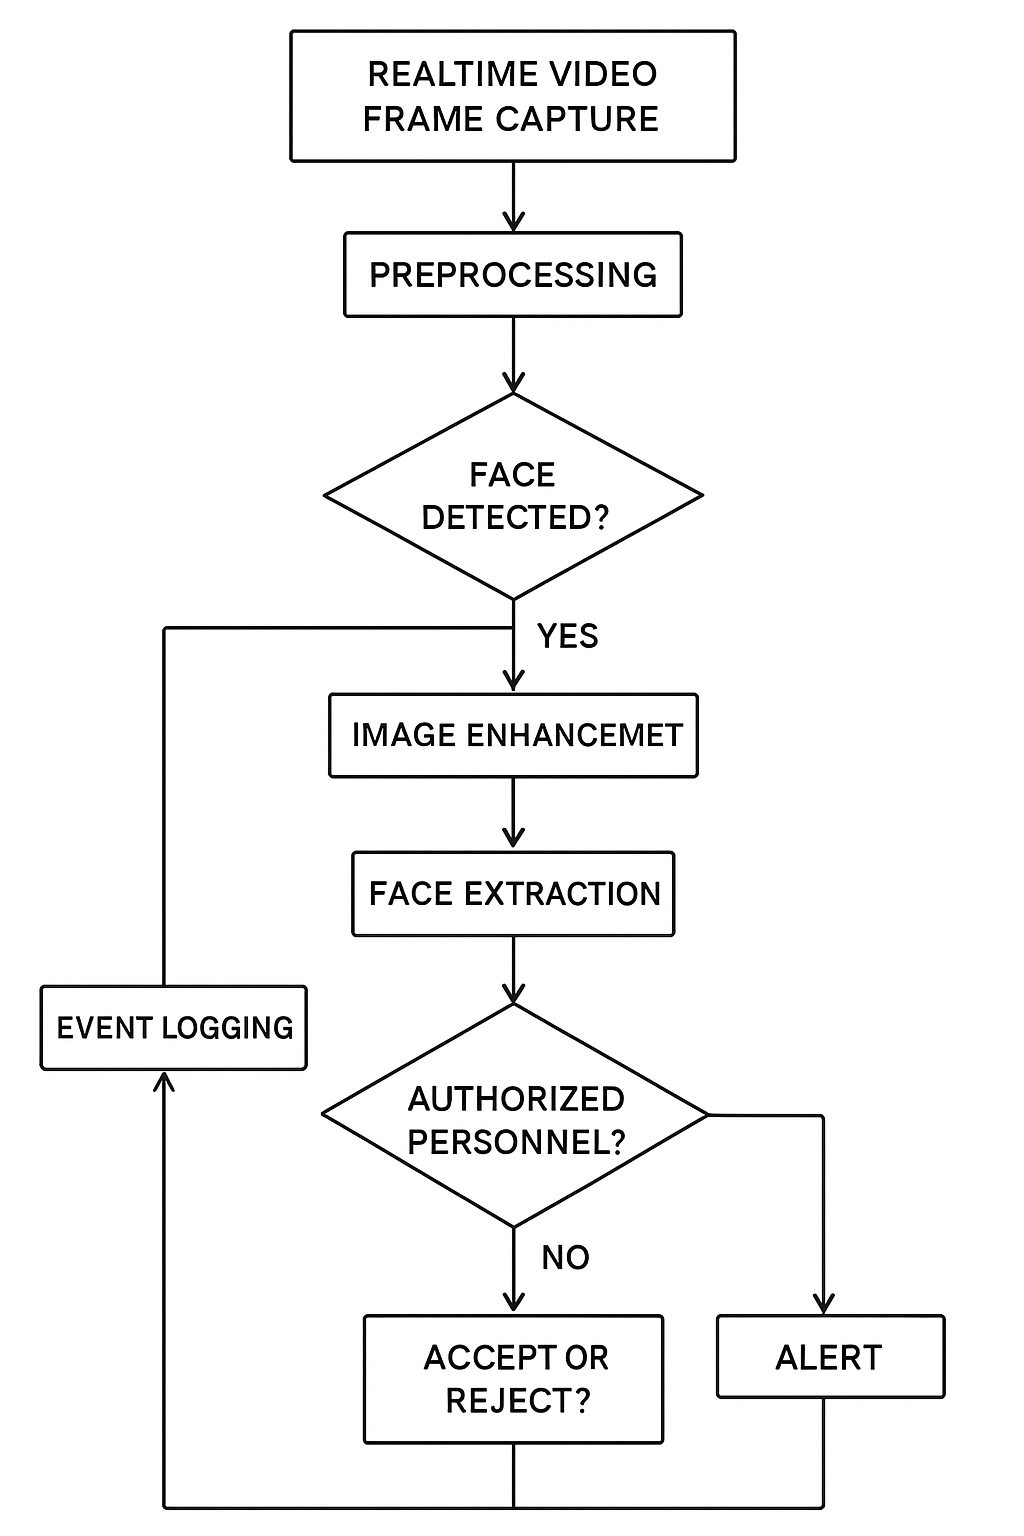 REALTIME VIDEO
FRAME CAPTURE
PREPROCESSING
FACE
DETECTED?
YES
IMAGE ENHANCEMET
FACE EXTRACTION
EVENT LOGGING
AUTHORIZED
PERSONNEL?
NO
ACCEPT OR
REJECT?
ALERT